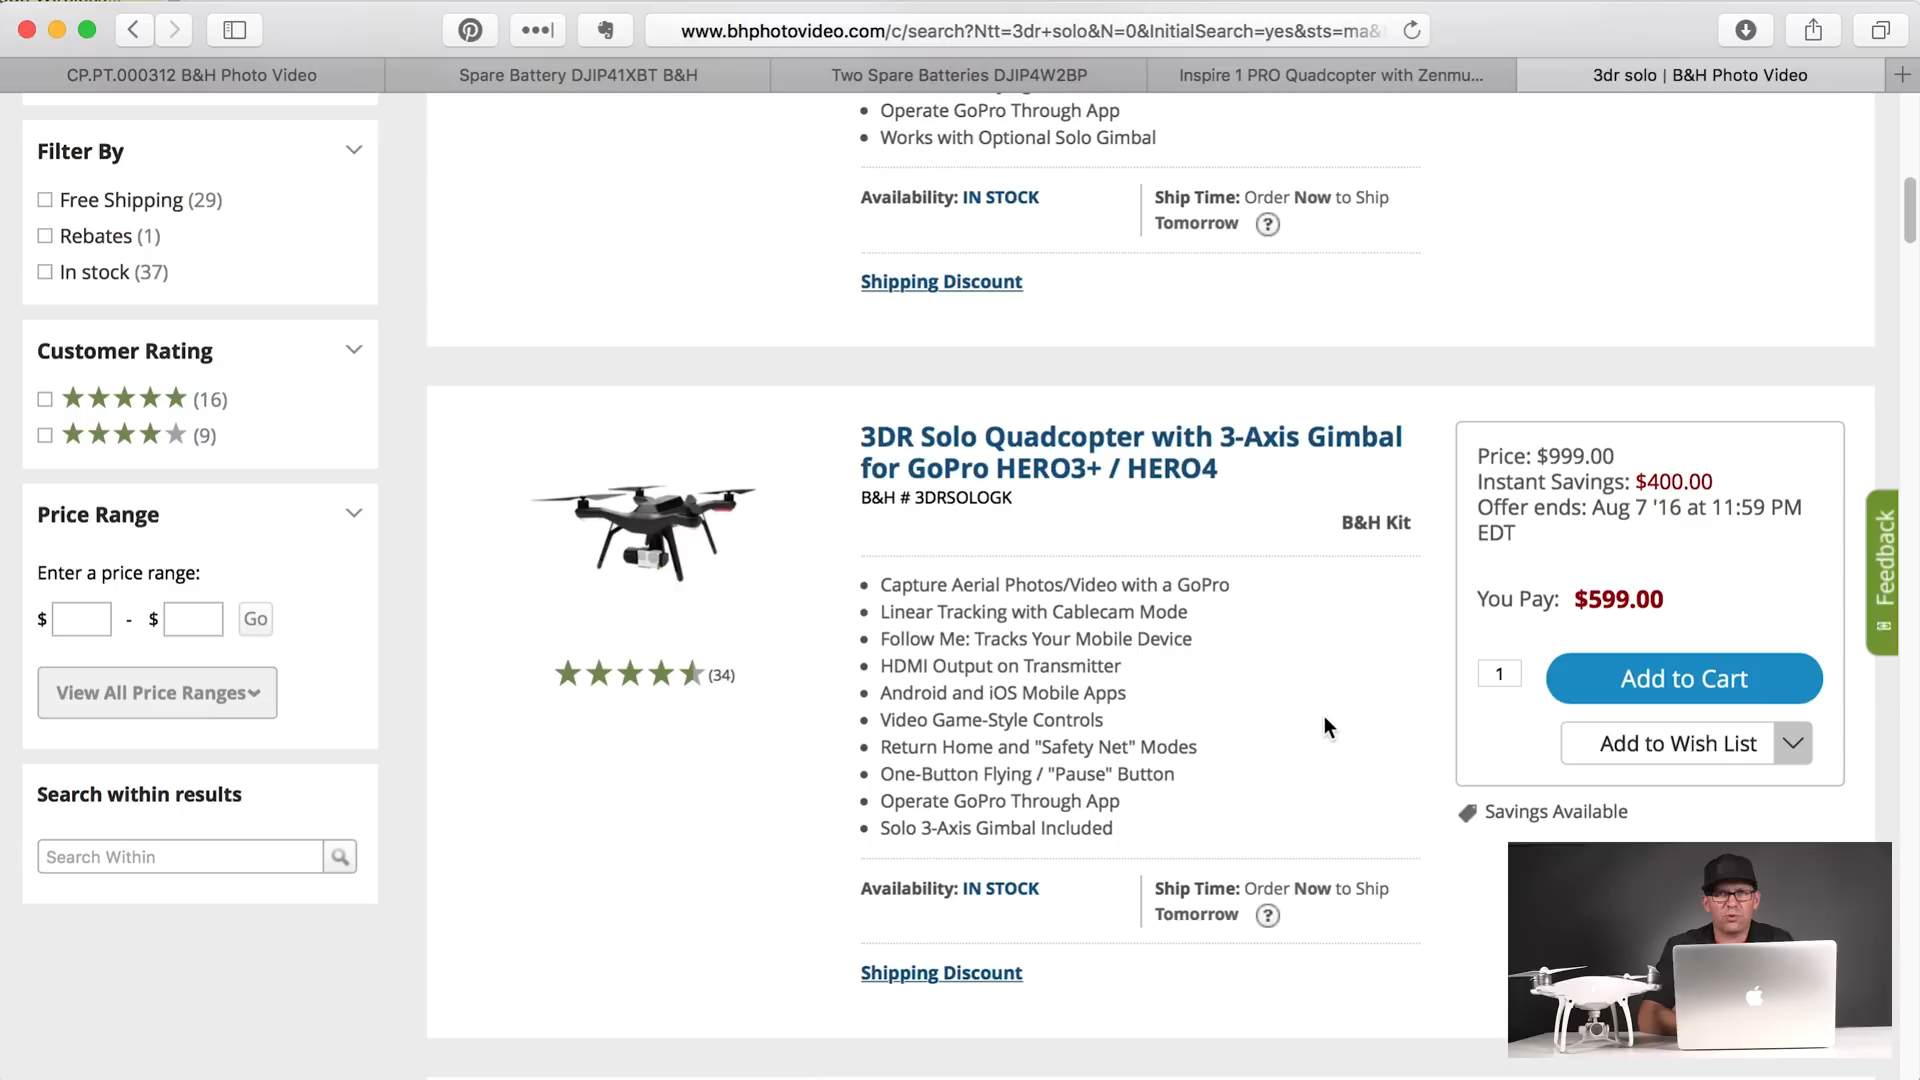 www.bhphotovideo.com/c/search?Ntt=3dr+solo&N=0&InitialSearch=yes&sts=ma&
CP.PT.000312 B&H Photo Video
Spare Battery DJIP41XBT B&H
Two Spare Batteries DJIP4W2BP
Inspire 1 PRO Quadcopter with Zenmu...
3dr solo | B&H Photo Video
Filter By
Free Shipping (29)
Rebates (1)
In stock (37)
Customer Rating
(16)
(9)
Price Range
Enter a price range:
$ - $ Go
View All Price Ranges
Search within results
Search Within
• Operate GoPro Through App
• Works with Optional Solo Gimbal
Availability: IN STOCK
Ship Time: Order Now to Ship
Tomorrow ?
Shipping Discount
3DR Solo Quadcopter with 3-Axis Gimbal
for GoPro HERO3+ / HERO4
B&H # 3DRSOLOGK
B&H Kit
(34)
• Capture Aerial Photos/Video with a GoPro
• Linear Tracking with Cablecam Mode
• Follow Me: Tracks Your Mobile Device
• HDMI Output on Transmitter
• Android and iOS Mobile Apps
• Video Game-Style Controls
• Return Home and "Safety Net" Modes
• One-Button Flying / "Pause" Button
• Operate GoPro Through App
• Solo 3-Axis Gimbal Included
Availability: IN STOCK
Ship Time: Order Now to Ship
Tomorrow ?
Shipping Discount
Price: $999.00
Instant Savings: $400.00
Offer ends: Aug 7 '16 at 11:59 PM
EDT
You Pay: $599.00
1
Add to Cart
Add to Wish List
Savings Available
Feedback